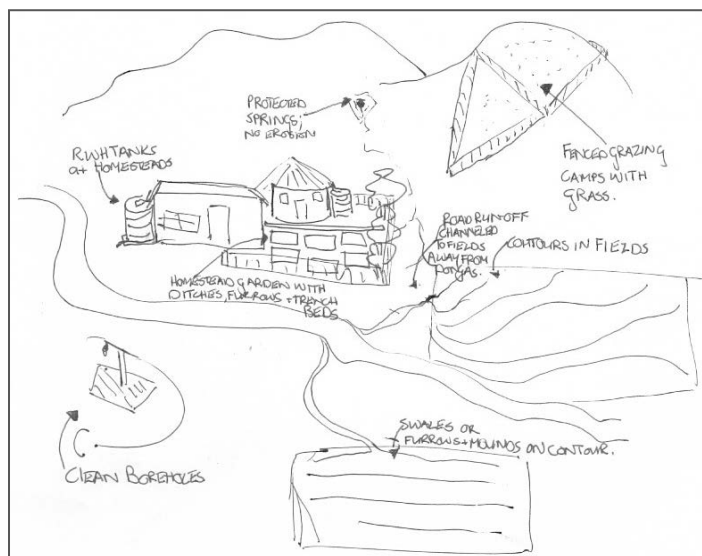 PROTECTED
SPRINGS;
NO EROSION
RWH TANKS
at HOMESTEADS
FENCED GRAZING
CAMPS WITH
GRASS.
ROAD RUNOFF
CHANNELED
TO FIELDS
AWAY FROM
DONGAS.
CONTOURS IN FIELDS
HOMESTEAD GARDEN WITH
DITCHES, FURROWS + TRENCH
BEDS
SWALES OR
FURROWS + MOUNDS ON CONTOUR.
CLEAN BOREHOLES